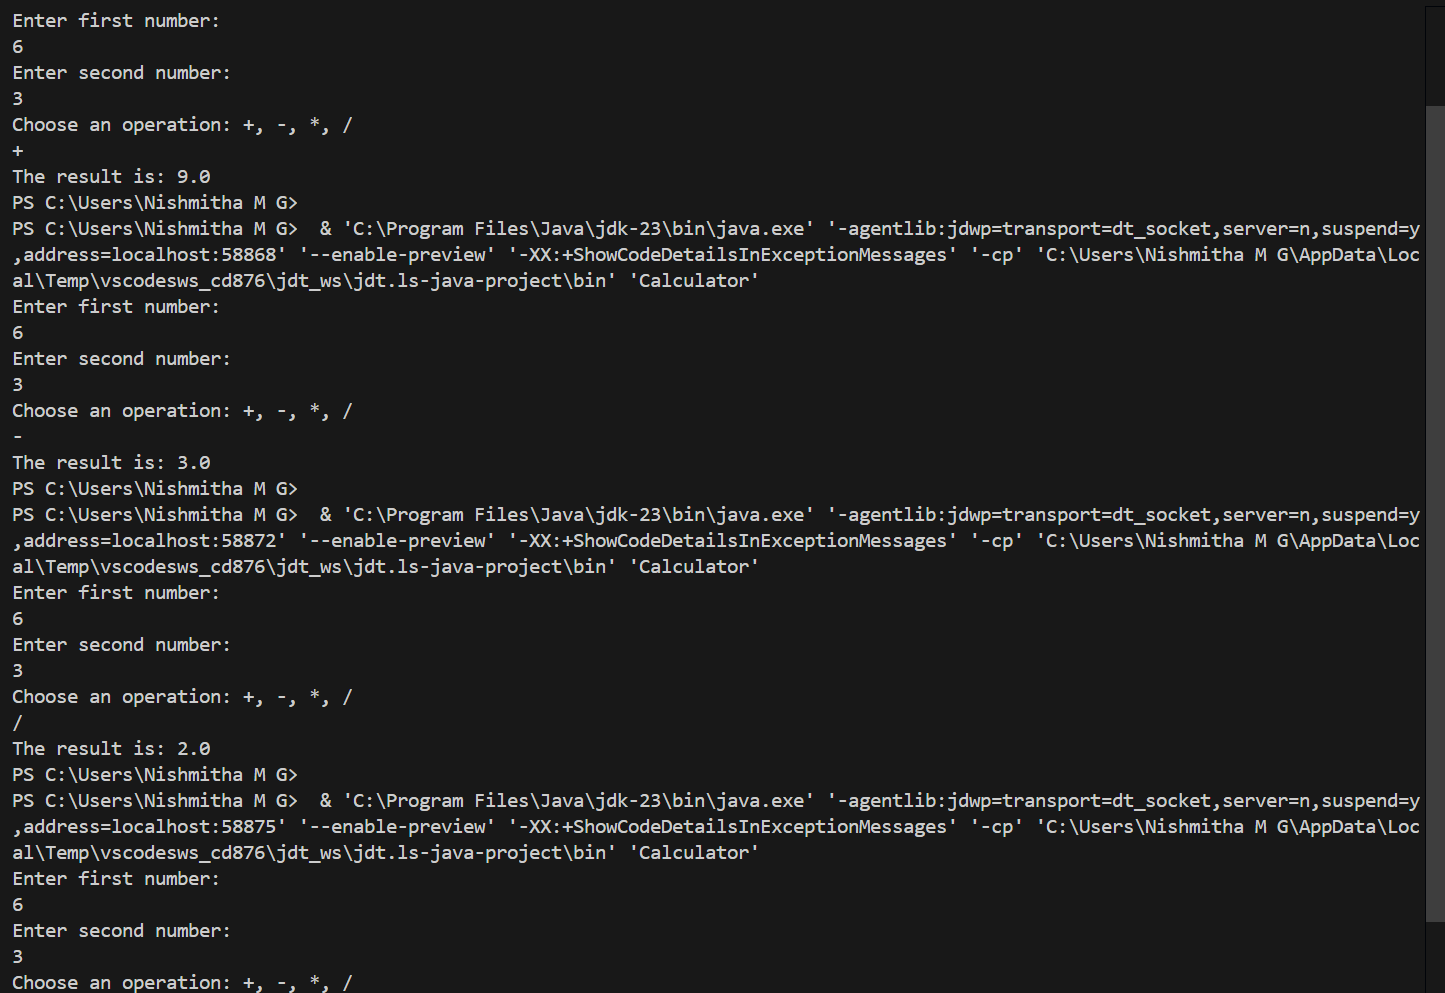 Enter first number:
6
Enter second number:
3
Choose an operation: +, -, *, /
+
The result is: 9.0
PS C:\Users\Nishmitha M G>
PS C:\Users\Nishmitha M G>  & 'C:\Program Files\Java\jdk-23\bin\java.exe' '-agentlib:jdwp=transport=dt_socket,server=n,suspend=y
,address=localhost:58868' '--enable-preview' '-XX:+ShowCodeDetailsInExceptionMessages' '-cp' 'C:\Users\Nishmitha M G\AppData\Loc
al\Temp\vscodesws_cd876\jdt_ws\jdt.ls-java-project\bin' 'Calculator'
Enter first number:
6
Enter second number:
3
Choose an operation: +, -, *, /
-
The result is: 3.0
PS C:\Users\Nishmitha M G>
PS C:\Users\Nishmitha M G>  & 'C:\Program Files\Java\jdk-23\bin\java.exe' '-agentlib:jdwp=transport=dt_socket,server=n,suspend=y
,address=localhost:58872' '--enable-preview' '-XX:+ShowCodeDetailsInExceptionMessages' '-cp' 'C:\Users\Nishmitha M G\AppData\Loc
al\Temp\vscodesws_cd876\jdt_ws\jdt.ls-java-project\bin' 'Calculator'
Enter first number:
6
Enter second number:
3
Choose an operation: +, -, *, /
/
The result is: 2.0
PS C:\Users\Nishmitha M G>
PS C:\Users\Nishmitha M G>  & 'C:\Program Files\Java\jdk-23\bin\java.exe' '-agentlib:jdwp=transport=dt_socket,server=n,suspend=y
,address=localhost:58875' '--enable-preview' '-XX:+ShowCodeDetailsInExceptionMessages' '-cp' 'C:\Users\Nishmitha M G\AppData\Loc
al\Temp\vscodesws_cd876\jdt_ws\jdt.ls-java-project\bin' 'Calculator'
Enter first number:
6
Enter second number:
3
Choose an operation: +, -, *, /